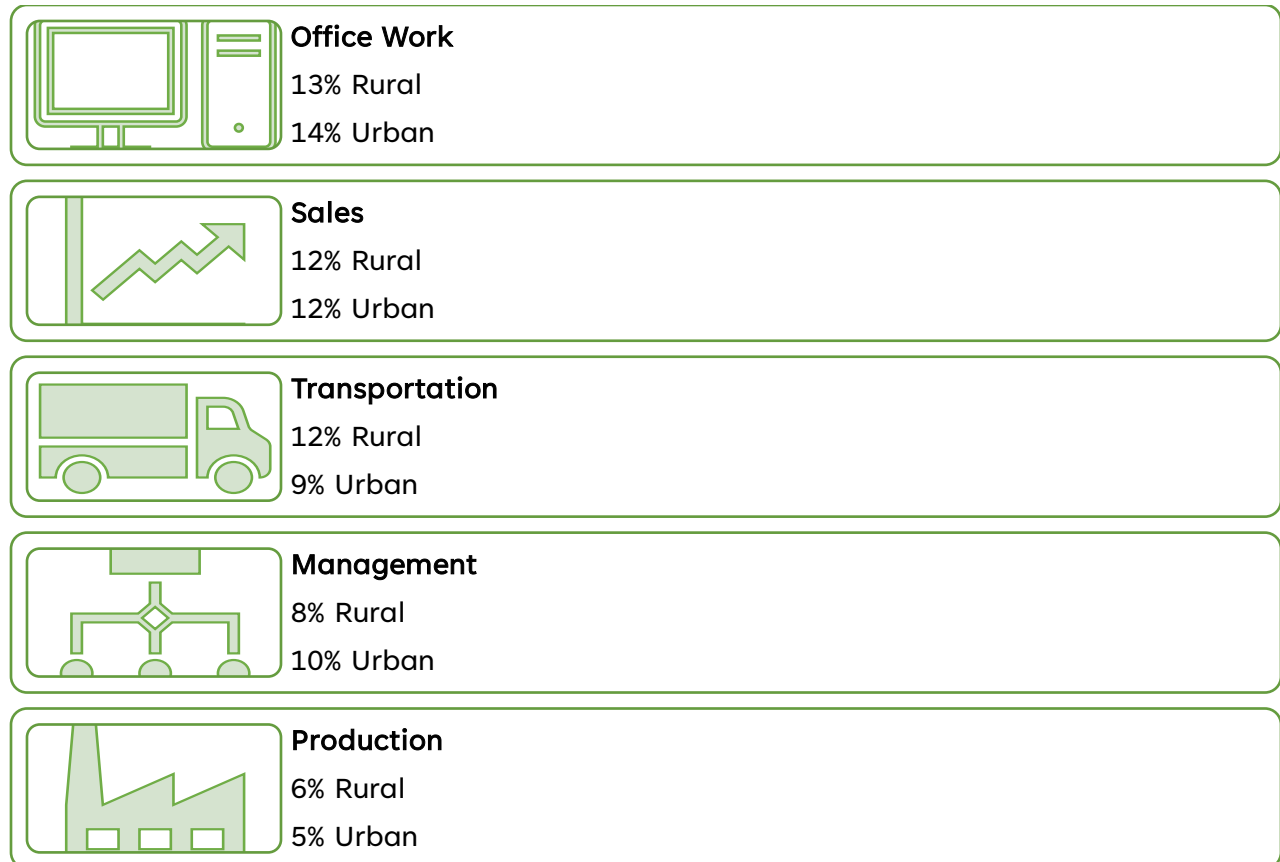 Office Work
13% Rural
14% Urban
Sales
12% Rural
12% Urban
Transportation
12% Rural
9% Urban
Management
8% Rural
10% Urban
Production
6% Rural
5% Urban